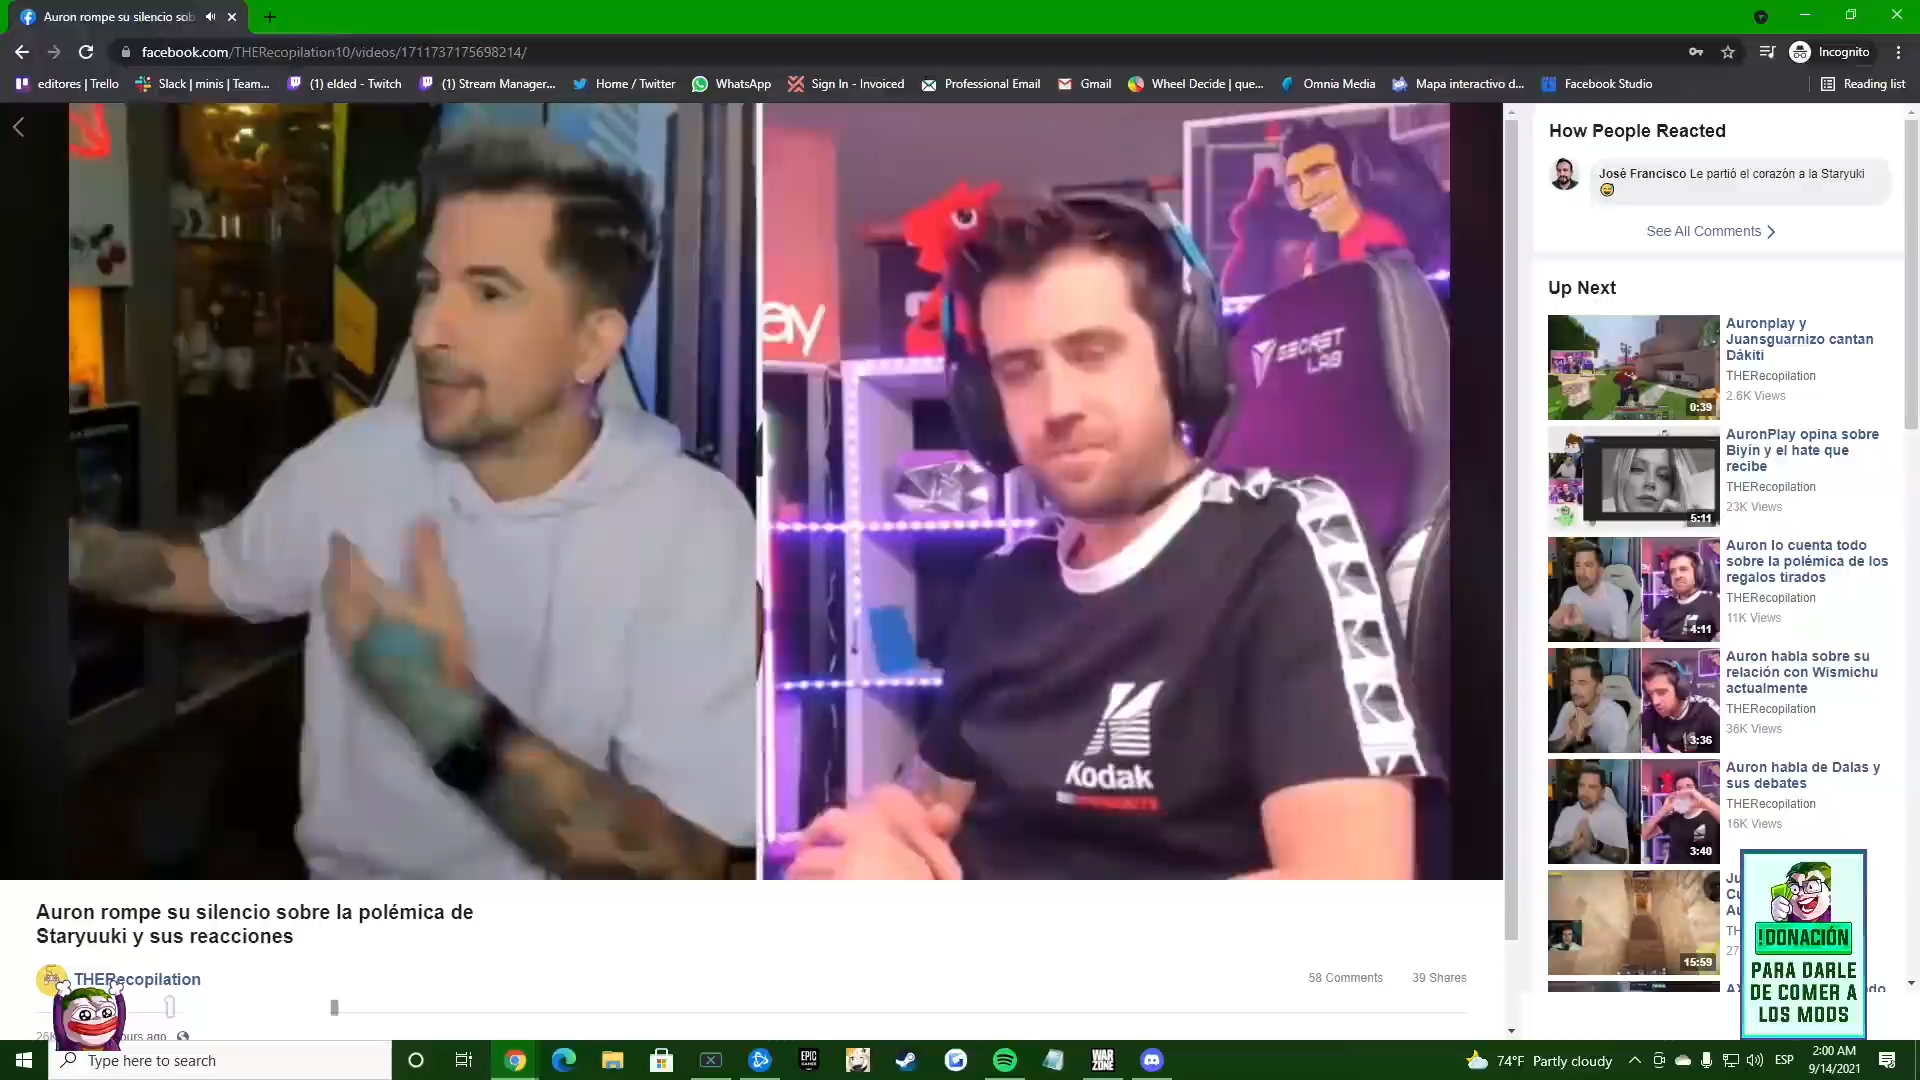 Auron rompe su silencio sob
facebook.com/THERecopilation10/videos/1711737175698214/
Incognito
editores | Trello
Slack | minis | Team...
(1) elded - Twitch
(1) Stream Manager...
Home / Twitter
WhatsApp
Sign In - Invoiced
Professional Email
Gmail
Wheel Decide | que...
Omnia Media
Mapa interactivo d...
Facebook Studio
Reading list
ay
SECRET
LAB
Kodak
How People Reacted
José Francisco Le partió el corazón a la Staryuki
See All Comments
Up Next
Auronplay y
Juansguarnizo cantan
Dákiti
THERecopilation
2.6K Views
0:39
AuronPlay opina sobre
Biyín y el hate que
recibe
THERecopilation
23K Views
5:11
Auron lo cuenta todo
sobre la polémica de los
regalos tirados
THERecopilation
11K Views
4:11
Auron habla sobre su
relación con Wismichu
actualmente
THERecopilation
36K Views
3:36
Auron habla de Dalas y
sus debates
THERecopilation
16K Views
3:40
15:59
!DONACIÓN
PARA DARLE
DE COMER A
LOS MODS
Auron rompe su silencio sobre la polémica de
Staryuuki y sus reacciones
THERecopilation
58 Comments
39 Shares
ours ago
Type here to search
EPIC
GAMES
WAR
ZONE
74°F Partly cloudy
ESP
2:00 AM
9/14/2021